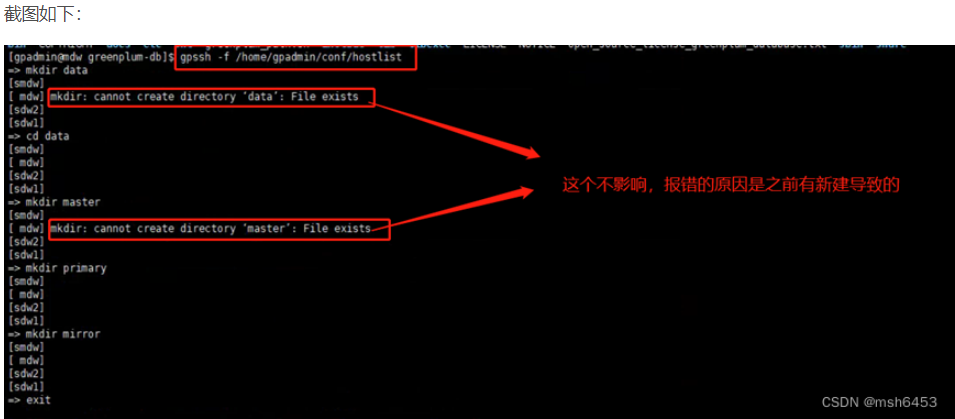 截图如下：
[gpadmin@mdw greenplum-db]$ gpssh -f /home/gpadmin/conf/hostlist
=> mkdir data
[smdw]
[ mdw] mkdir: cannot create directory ‘data’: File exists
[sdw2]
[sdw1]
=> cd data
[smdw]
[ mdw]
[sdw2]
[sdw1]
这个不影响，报错的原因是之前有新建导致的
=> mkdir master
[smdw]
[ mdw] mkdir: cannot create directory ‘master’: File exists
[sdw2]
[sdw1]
=> mkdir primary
[smdw]
[ mdw]
[sdw2]
[sdw1]
=> mkdir mirror
[smdw]
[ mdw]
[sdw2]
[sdw1]
=> exit
CSDN @msh6453